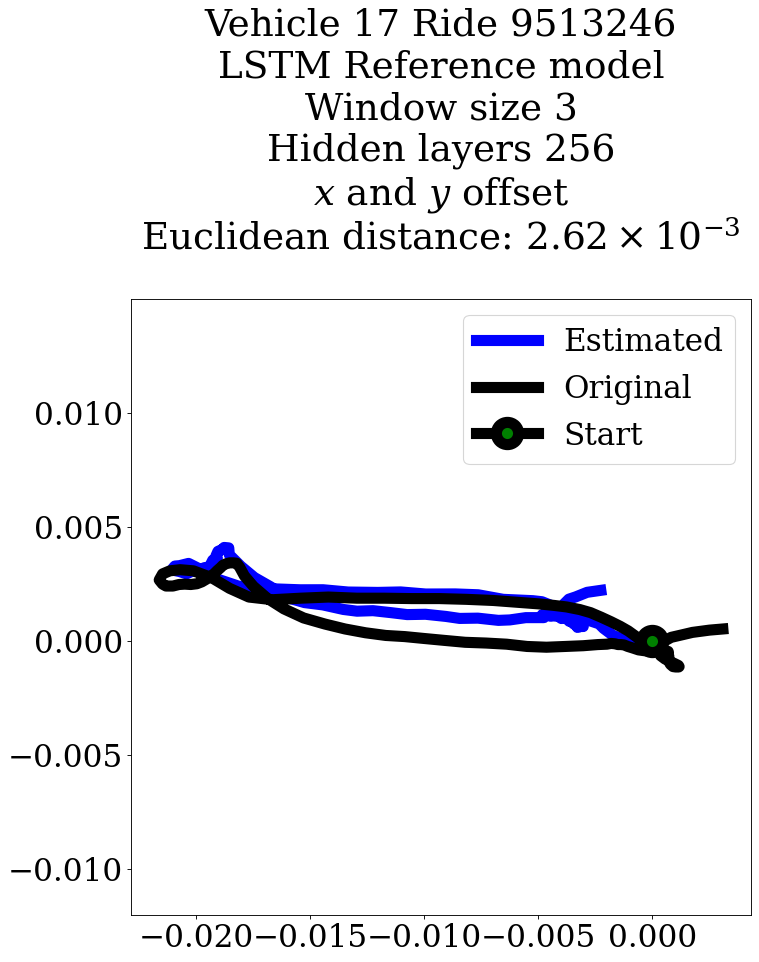 Vehicle 17 Ride 9513246
LSTM Reference model
Window size 3
Hidden layers 256
x and y offset
Euclidean distance: 2.62 × 10⁻³
Estimated
Original
Start
0.010
0.005
0.000
−0.005
−0.010
−0.020 −0.015 −0.010 −0.005 0.000